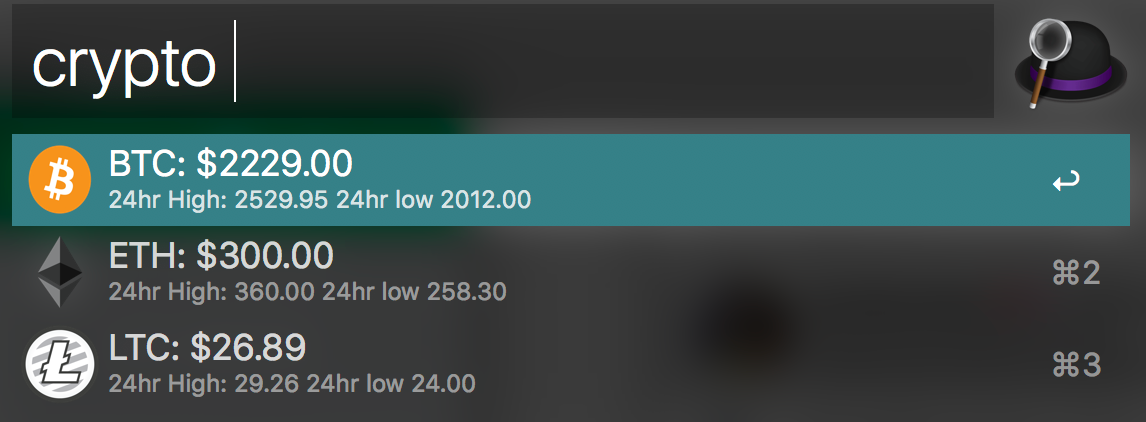 crypto
BTC: $2229.00
24hr High: 2529.95 24hr low 2012.00
ETH: $300.00
24hr High: 360.00 24hr low 258.30
⌘2
LTC: $26.89
24hr High: 29.26 24hr low 24.00
⌘3